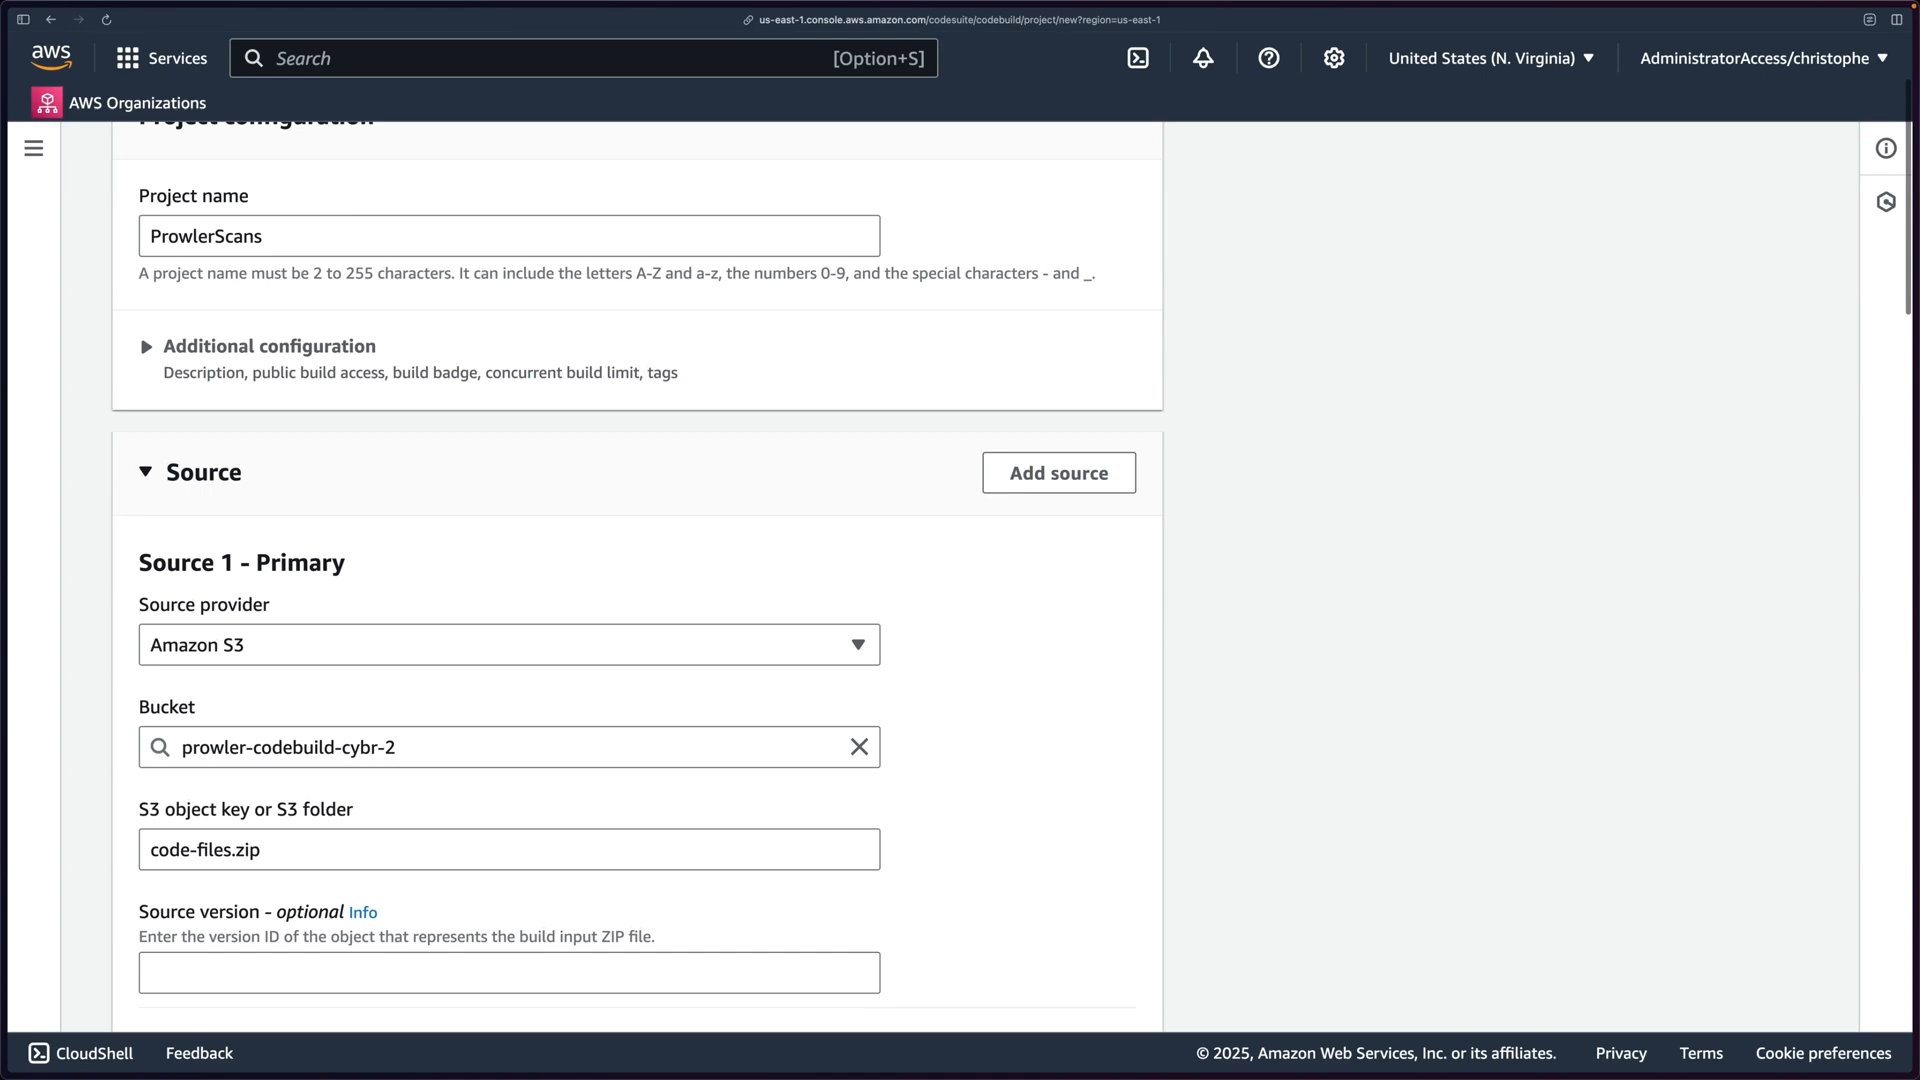 us-east-1.console.aws.amazon.com/codesuite/codebuild/project/new?region=us-east-1
aws
Services
Search
[Option+S]
United States (N. Virginia)
AdministratorAccess/christophe
AWS Organizations
Project configuration
Project name
ProwlerScans
A project name must be 2 to 255 characters. It can include the letters A-Z and a-z, the numbers 0-9, and the special characters - and _.
Additional configuration
Description, public build access, build badge, concurrent build limit, tags
Source
Add source
Source 1 - Primary
Source provider
Amazon S3
Bucket
prowler-codebuild-cybr-2
S3 object key or S3 folder
code-files.zip
Source version - optional Info
Enter the version ID of the object that represents the build input ZIP file.
CloudShell
Feedback
© 2025, Amazon Web Services, Inc. or its affiliates.
Privacy
Terms
Cookie preferences